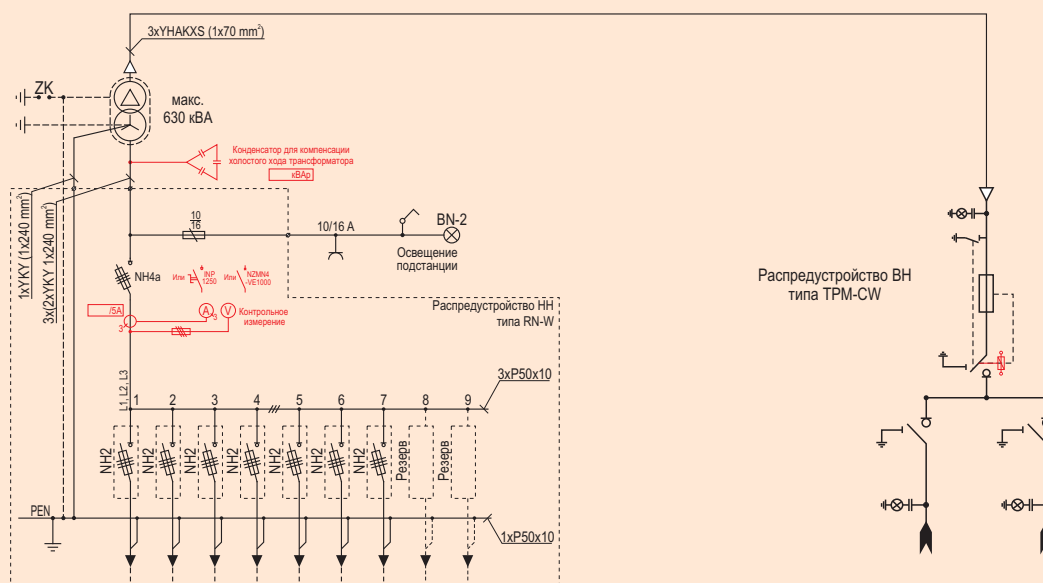 3xYHAKXS (1x70 mm²)
ZK
макс.
630 кВА
Конденсатор для компенсации
холостого хода трансформатора
кВАр
1xYKY (1x240 mm²)
3x(2xYKY 1x240 mm²)
10
16
10/16 A
BN-2
Освещение
подстанции
NH4a
Или
INP
1250
Или
NZMN4
-VE1000
Распредустройство ВН
типа TPM-CW
Распредустройство НН
типа RN-W
/5A
3
A
3
V
Контрольное
измерение
L1, L2, L3
3xP50x10
1 2 3 4 5 6 7 8 9
NH2 NH2 NH2 NH2 NH2 NH2 NH2 Резерв Резерв
PEN
1xP50x10